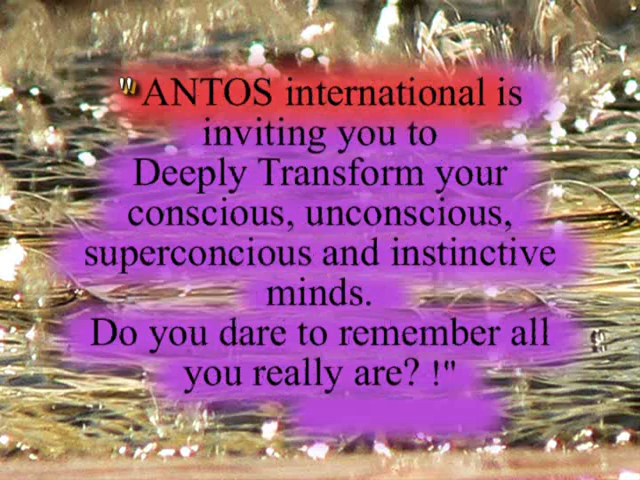 "ANTOS international is
inviting you to
Deeply Transform your
conscious, unconscious,
superconcious and instinctive
minds.
Do you dare to remember all
you really are? !"